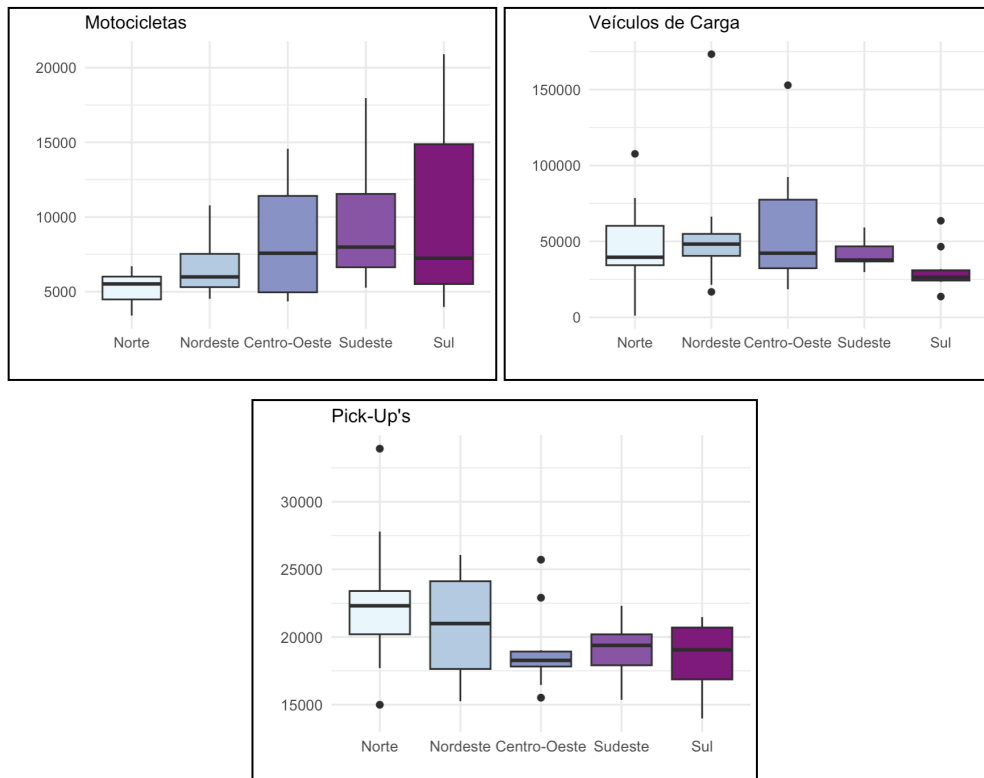 Motocicletas
20000
15000
10000
5000
Norte Nordeste Centro-Oeste Sudeste Sul
Veículos de Carga
150000
100000
50000
0
Norte Nordeste Centro-Oeste Sudeste Sul
Pick-Up's
30000
25000
20000
15000
Norte Nordeste Centro-Oeste Sudeste Sul